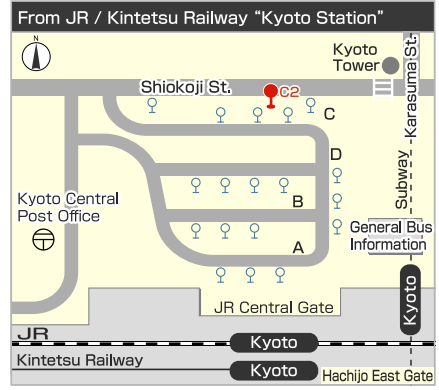 From JR / Kintetsu Railway "Kyoto Station"
N
Kyoto
Tower
Karasuma St.
Shiokoji St.
C2
C
D
Subway
Kyoto Central
Post Office
B
General Bus
Information
A
Kyoto
JR Central Gate
JR
Kyoto
Kintetsu Railway
Kyoto
Hachijo East Gate